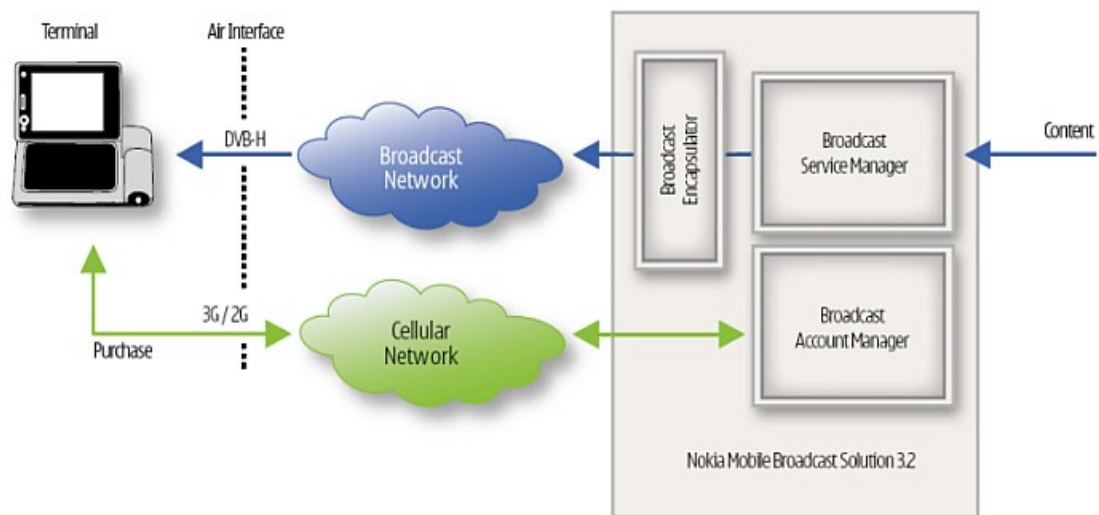 Terminal
Air Interface
DVB-H
Broadcast
Network
Broadcast
Encapsulator
Broadcast
Service Manager
Content
3G / 2G
Purchase
Cellular
Network
Broadcast
Account Manager
Nokia Mobile Broadcast Solution 3.2